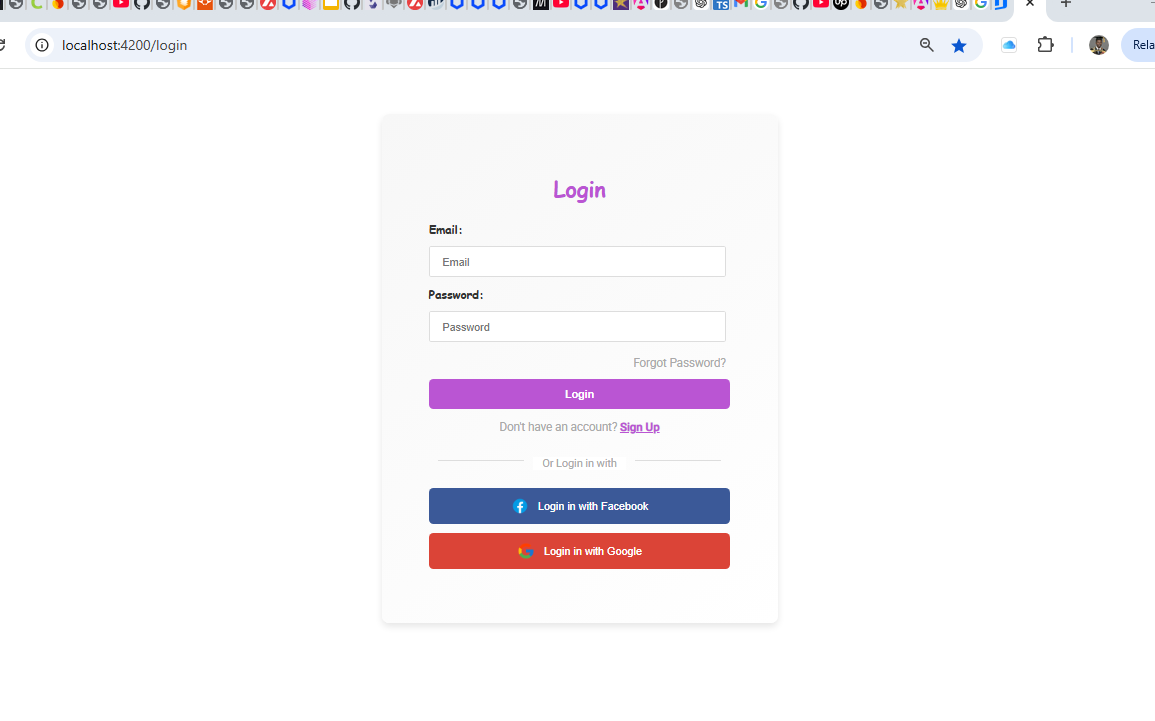 localhost:4200/login
Rela
Login
Email:
Email
Password:
Password
Forgot Password?
Login
Don't have an account? Sign Up
Or Login in with
Login in with Facebook
Login in with Google